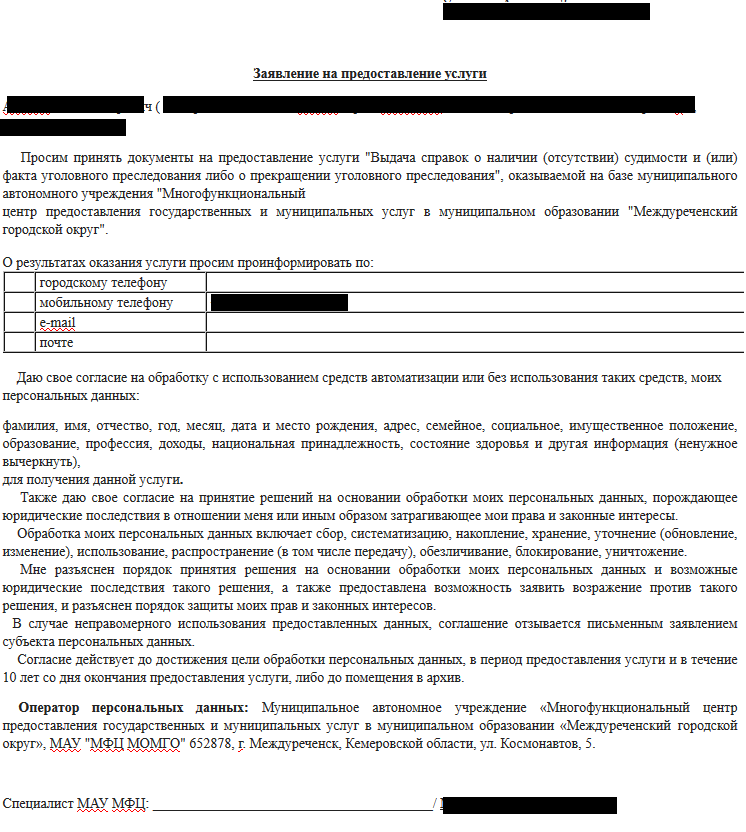 Заявление на предоставление услуги
ч (
Просим принять документы на предоставление услуги "Выдача справок о наличии (отсутствии) судимости и (или)
факта уголовного преследования либо о прекращении уголовного преследования", оказываемой на базе муниципального
автономного учреждения "Многофункциональный
центр предоставления государственных и муниципальных услуг в муниципальном образовании "Междуреченский
городской округ".
О результатах оказания услуги просим проинформировать по:
городскому телефону
мобильному телефону
e-mail
почте
Даю свое согласие на обработку с использованием средств автоматизации или без использования таких средств, моих
персональных данных:
фамилия, имя, отчество, год, месяц, дата и место рождения, адрес, семейное, социальное, имущественное положение,
образование, профессия, доходы, национальная принадлежность, состояние здоровья и другая информация (ненужное
вычеркнуть),
для получения данной услуги.
Также даю свое согласие на принятие решений на основании обработки моих персональных данных, порождающее
юридические последствия в отношении меня или иным образом затрагивающее мои права и законные интересы.
Обработка моих персональных данных включает сбор, систематизацию, накопление, хранение, уточнение (обновление,
изменение), использование, распространение (в том числе передачу), обезличивание, блокирование, уничтожение.
Мне разъяснен порядок принятия решения на основании обработки моих персональных данных и возможные
юридические последствия такого решения, а также предоставлена возможность заявить возражение против такого
решения, и разъяснен порядок защиты моих прав и законных интересов.
В случае неправомерного использования предоставленных данных, соглашение отзывается письменным заявлением
субъекта персональных данных.
Согласие действует до достижения цели обработки персональных данных, в период предоставления услуги и в течение
10 лет со дня окончания предоставления услуги, либо до помещения в архив.
Оператор персональных данных: Муниципальное автономное учреждение «Многофункциональный центр
предоставления государственных и муниципальных услуг в муниципальном образовании «Междуреченский городской
округ», МАУ "МФЦ МОМГО" 652878, г. Междуреченск, Кемеровской области, ул. Космонавтов, 5.
Специалист МАУ МФЦ: ________________________________________/